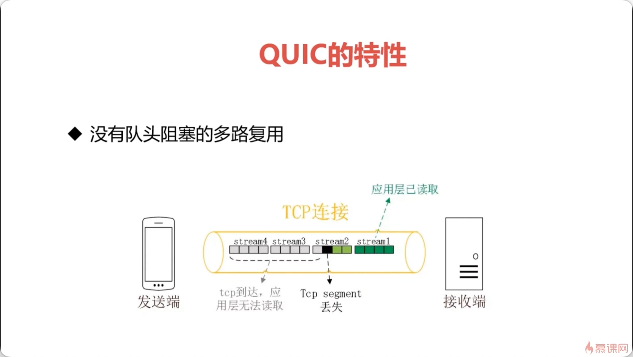 QUIC的特性
◆ 没有队头阻塞的多路复用
应用层已读取
TCP连接
stream4 stream3 stream2 stream1
tcp到达，应
用层无法读取
Tcp segment
丢失
发送端
接收端
慕课网